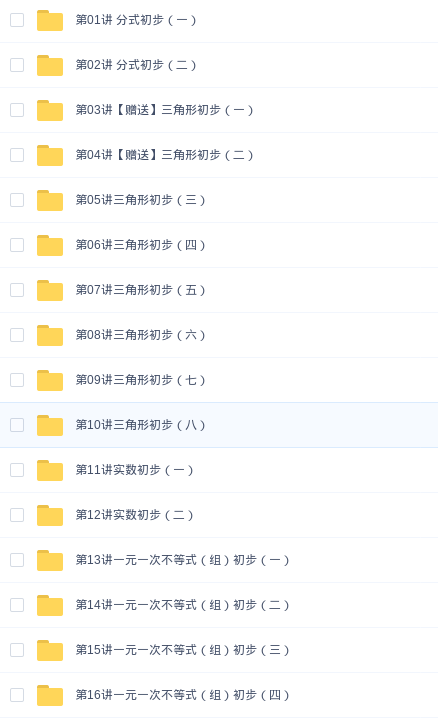 第01讲 分式初步（一）
第02讲 分式初步（二）
第03讲【赠送】三角形初步（一）
第04讲【赠送】三角形初步（二）
第05讲三角形初步（三）
第06讲三角形初步（四）
第07讲三角形初步（五）
第08讲三角形初步（六）
第09讲三角形初步（七）
第10讲三角形初步（八）
第11讲实数初步（一）
第12讲实数初步（二）
第13讲一元一次不等式（组）初步（一）
第14讲一元一次不等式（组）初步（二）
第15讲一元一次不等式（组）初步（三）
第16讲一元一次不等式（组）初步（四）